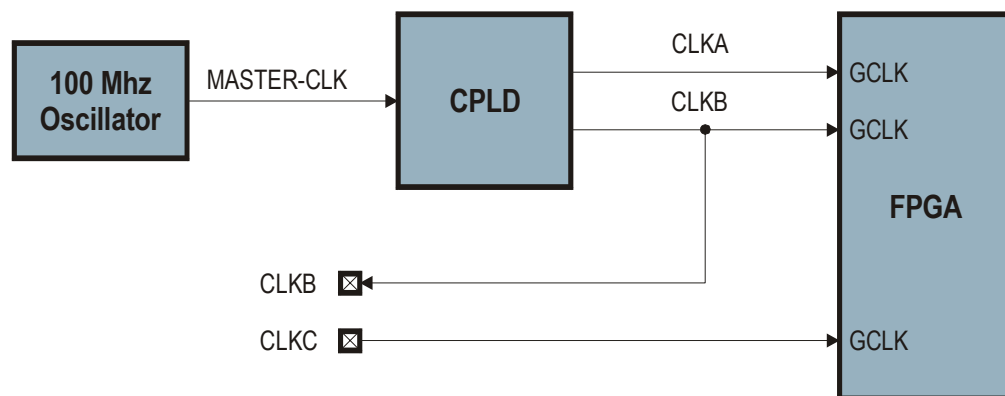 100 Mhz
Oscillator
MASTER-CLK
CPLD
CLKA
CLKB
GCLK
GCLK
FPGA
CLKB
CLKC
GCLK